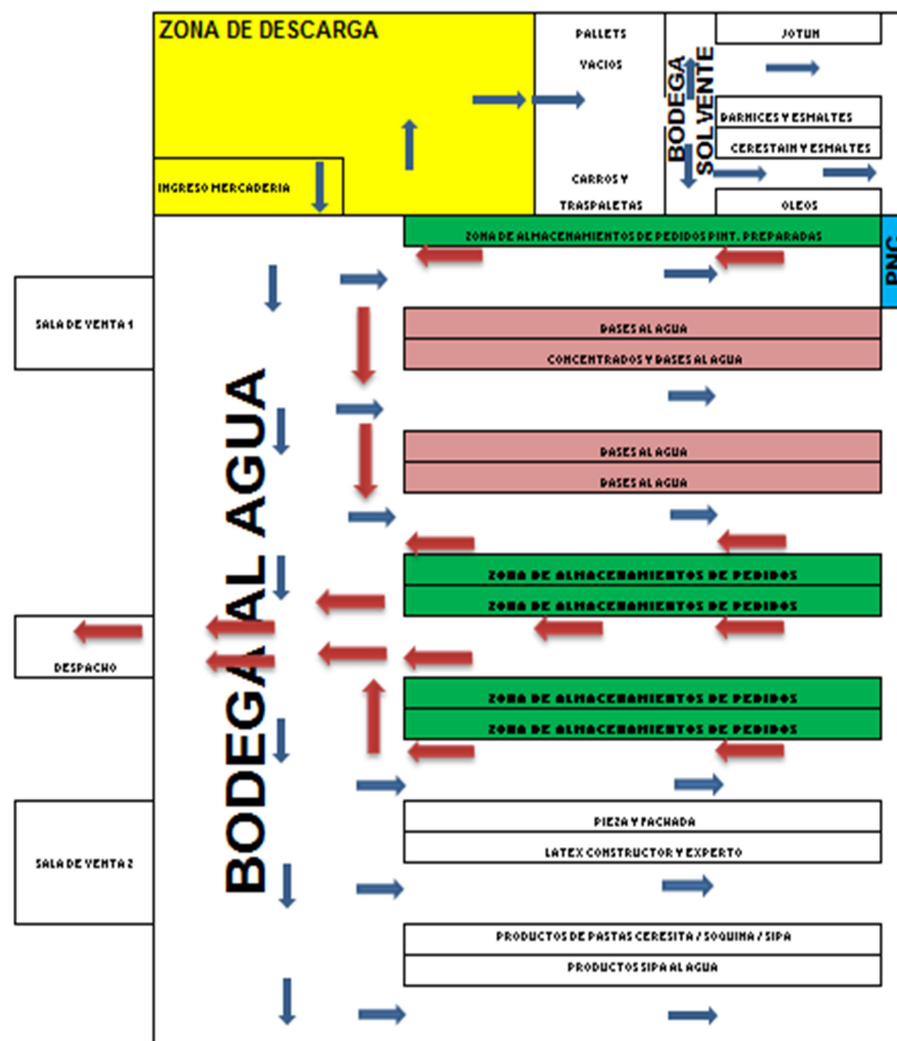 ZONA DE DESCARGA
PALLETS
VACIOS
BODEGA
SOLVENTE
JOTUN
BARNICES Y ESMALTES
CERESTAIN Y ESMALTES
INGRESO MERCADERIA
CARROS Y
TRASPALETAS
OLEOS
ZONA DE ALMACENAMIENTOS DE PEDIDOS PINT. PREPARADAS
PNC
SALA DE VENTA 1
BASES AL AGUA
CONCENTRADOS Y BASES AL AGUA
BODEGA AL AGUA
BASES AL AGUA
BASES AL AGUA
ZONA DE ALMACENAMIENTOS DE PEDIDOS
ZONA DE ALMACENAMIENTOS DE PEDIDOS
DESPACHO
ZONA DE ALMACENAMIENTOS DE PEDIDOS
ZONA DE ALMACENAMIENTOS DE PEDIDOS
SALA DE VENTA 2
PIEZA Y FACHADA
LATEX CONSTRUCTOR Y EXPERTO
PRODUCTOS DE PASTAS CERESITA / SOQUINA / SIPA
PRODUCTOS SIPA AL AGUA